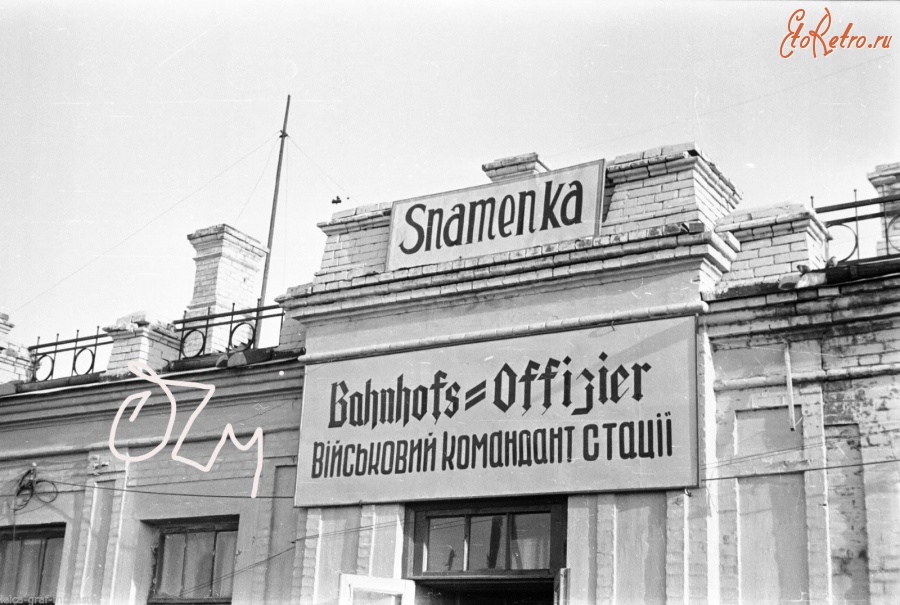 EtoRetro.ru
Snamenka
Bahnhofs=Offizier
Військовий командант стації